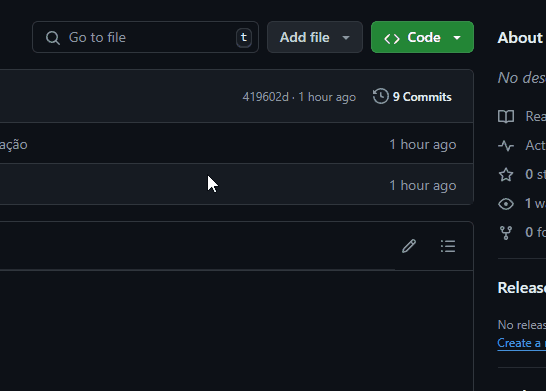 Go to file t Add file Code About
No des
419602d · 1 hour ago 9 Commits
Rea
ação 1 hour ago Act
0 st
1 hour ago
1 w
0 fo
Release
No releas
Create a